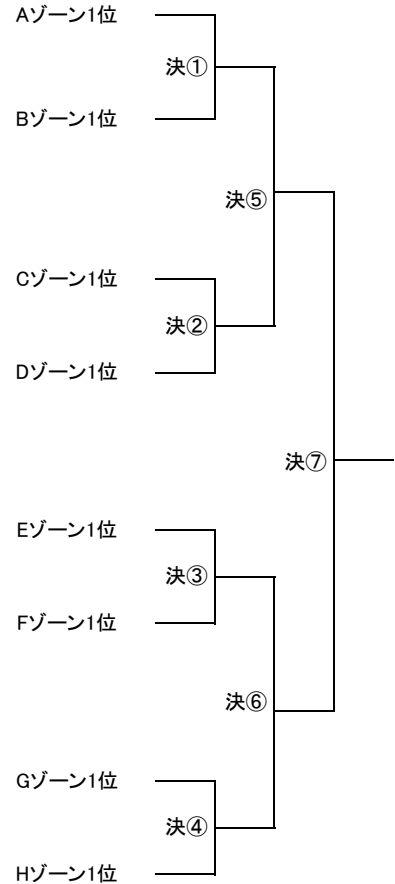 Aゾーン1位
決①
Bゾーン1位
決⑤
Cゾーン1位
決②
Dゾーン1位
決⑦
Eゾーン1位
決③
Fゾーン1位
決⑥
Gゾーン1位
決④
Hゾーン1位